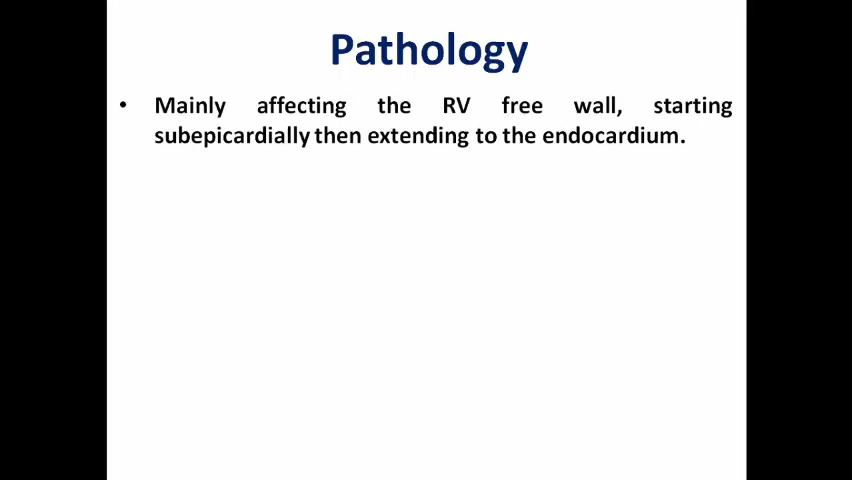 Pathology
• Mainly affecting the RV free wall, starting
subepicardially then extending to the endocardium.